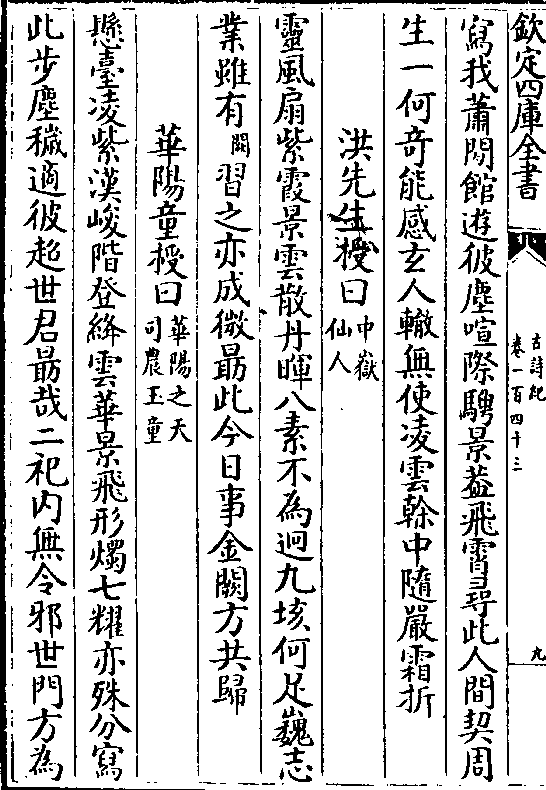 欽定四庫全書
古詩紀
卷一百四十三
九
寫我蕭閒館遊彼塵喧際騁景葢飛霄尋此人間契周
生一何奇能感玄人轍無使凌雲榦中隨嚴霜折
洪先生授曰
中嶽
仙人
靈風扇紫霞景雲散丹暉八素不為迥九垓何足巍志
業雖有
闕
習之亦成微勗此今日事金闕方共歸
華陽童授曰
華陽之天
司農玉童
懸臺凌紫漢峻階登絳雲華景飛形燭七耀亦殊分寫
此步塵穢適彼超世君勗哉二祀内無令邪世門方為